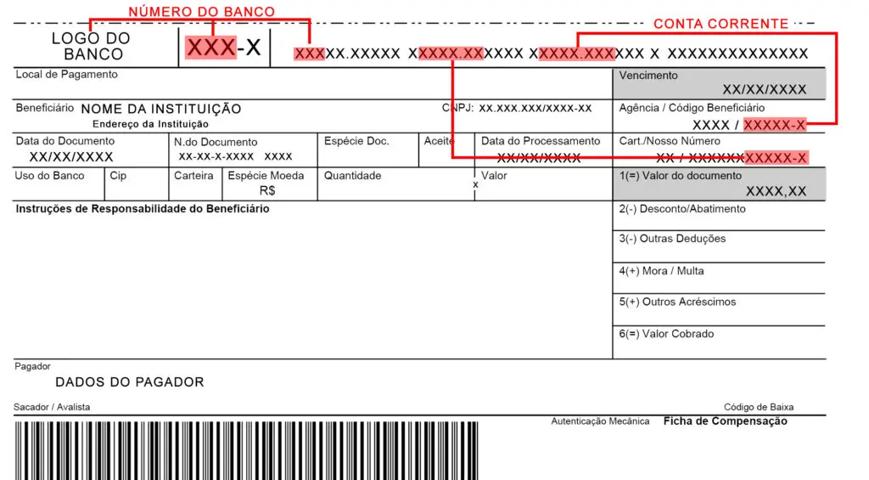 NÚMERO DO BANCO
CONTA CORRENTE
LOGO DO
BANCO
XXX-X
XXXXX.XXXXX XXXXX.XXXXXX XXXXX.XXXXXX X XXXXXXXXXXXXXX
Local de Pagamento
Vencimento
XX/XX/XXXX
Beneficiário NOME DA INSTITUIÇÃO CNPJ: XX.XXX.XXX/XXXX-XX
Endereço da Instituição
Agência / Código Beneficiário
XXXX / XXXXX-X
Data do Documento N.do Documento Espécie Doc. Aceite Data do Processamento Cart./Nosso Número
XX/XX/XXXX XX-XX-X-XXXX XXXX XX/XX/XXXX XX / XXXXXXXXXXX-X
Uso do Banco Cip Carteira Espécie Moeda Quantidade Valor 1(=) Valor do documento
R$ X XXXX,XX
Instruções de Responsabilidade do Beneficiário
2(-) Desconto/Abatimento
3(-) Outras Deduções
4(+) Mora / Multa
5(+) Outros Acréscimos
6(=) Valor Cobrado
Pagador
DADOS DO PAGADOR
Sacador / Avalista Código de Baixa
Autenticação Mecânica Ficha de Compensação